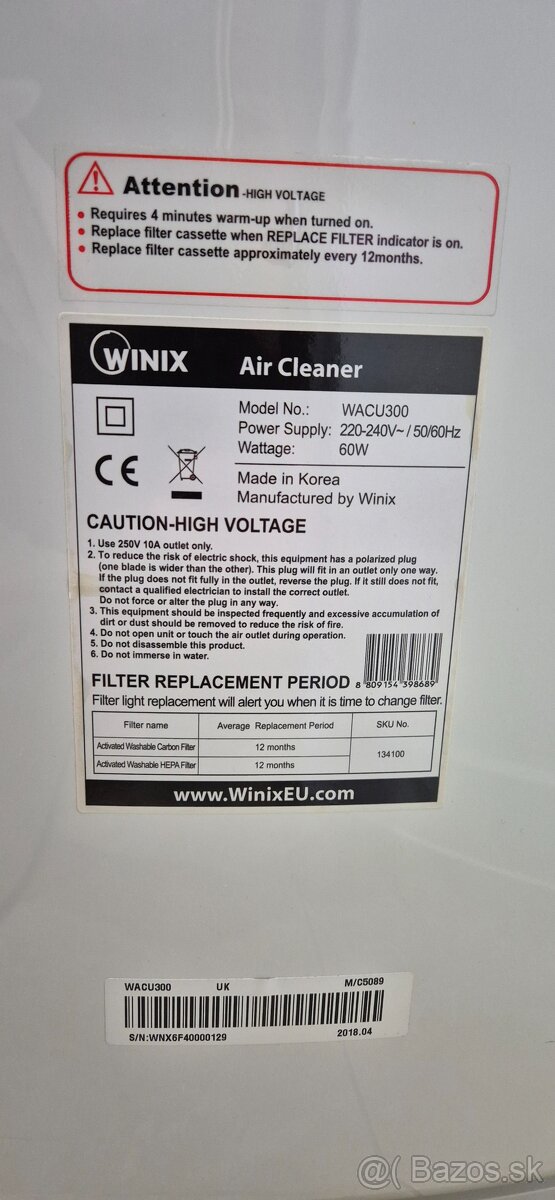 Attention -HIGH VOLTAGE
• Requires 4 minutes warm-up when turned on.
• Replace filter cassette when REPLACE FILTER indicator is on.
• Replace filter cassette approximately every 12months.
WINIX Air Cleaner
Model No.: WACU300
Power Supply: 220-240V~ / 50/60Hz
Wattage: 60W
CE
Made in Korea
Manufactured by Winix
CAUTION-HIGH VOLTAGE
1. Use 250V 10A outlet only.
2. To reduce the risk of electric shock, this equipment has a polarized plug
(one blade is wider than the other). This plug will fit in an outlet only one way.
If the plug does not fit fully in the outlet, reverse the plug. If it still does not fit,
contact a qualified electrician to install the correct outlet.
Do not force or alter the plug in any way.
3. This equipment should be inspected frequently and excessive accumulation of
dirt or dust should be removed to reduce the risk of fire.
4. Do not open unit or touch the air outlet during operation.
5. Do not disassemble this product.
6. Do not immerse in water.
8 809154 398689
FILTER REPLACEMENT PERIOD
Filter light replacement will alert you when it is time to change filter.
Filter name Average Replacement Period SKU No.
Activated Washable Carbon Filter 12 months
134100
Activated Washable HEPA Filter 12 months
www.WinixEU.com
WACU300 UK M/C5089
S/N:WNX6F40000129 2018.04
@( Bazos.sk